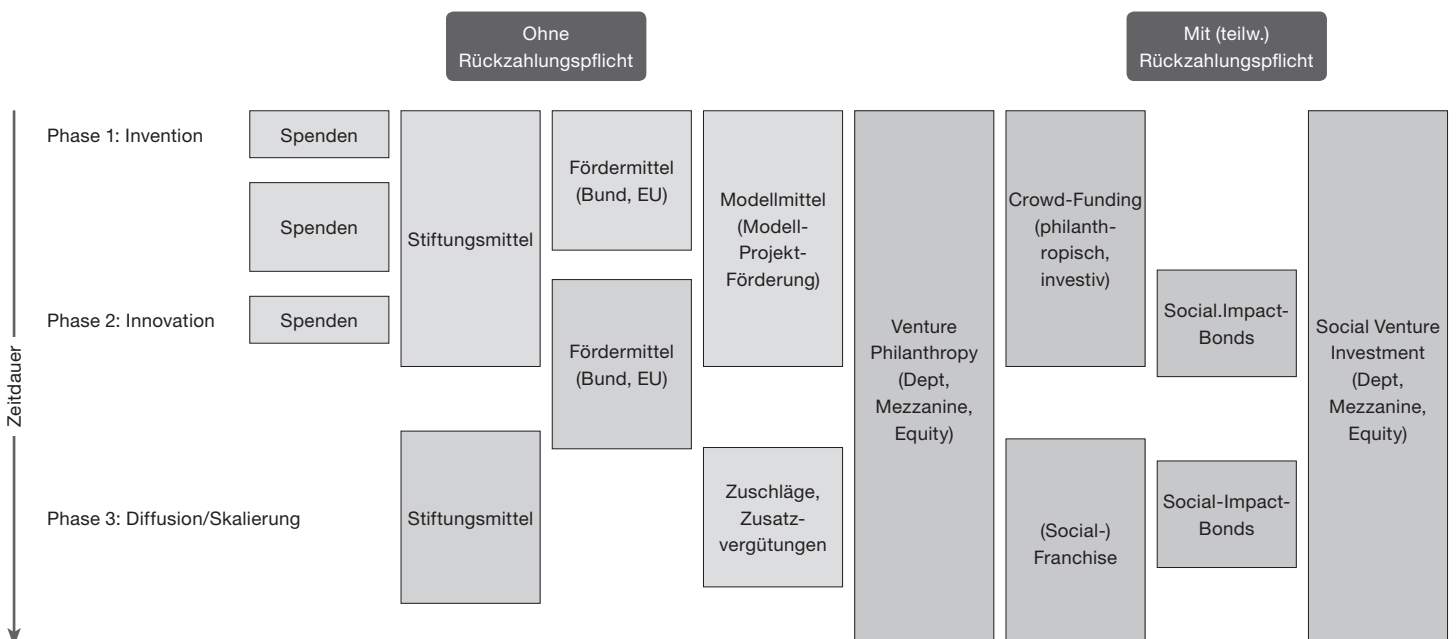 Ohne
Rückzahlungspflicht
Mit (teilw.)
Rückzahlungspflicht
Zeitdauer
Phase 1: Invention
Phase 2: Innovation
Phase 3: Diffusion/Skalierung
Spenden
Spenden
Spenden
Stiftungsmittel
Stiftungsmittel
Fördermittel
(Bund, EU)
Fördermittel
(Bund, EU)
Modellmittel
(Modell-
Projekt-
Förderung)
Zuschläge,
Zusatz-
vergütungen
Venture
Philanthropy
(Dept,
Mezzanine,
Equity)
Crowd-Funding
(philanth-
ropisch,
investiv)
(Social-)
Franchise
Social.Impact-
Bonds
Social-Impact-
Bonds
Social Venture
Investment
(Dept,
Mezzanine,
Equity)